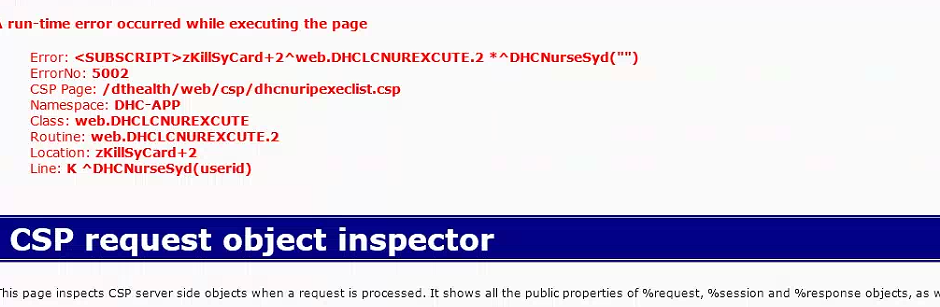 A run-time error occurred while executing the page
Error: <SUBSCRIPT>zKillSyCard+2^web.DHCLCNUREXCUTE.2 *^DHCNurseSyd("")
ErrorNo: 5002
CSP Page: /dthealth/web/csp/dhcnuripexeclist.csp
Namespace: DHC-APP
Class: web.DHCLCNUREXCUTE
Routine: web.DHCLCNUREXCUTE.2
Location: zKillSyCard+2
Line: K ^DHCNurseSyd(userid)
CSP request object inspector
This page inspects CSP server side objects when a request is processed. It shows all the public properties of %request, %session and %response objects, as w